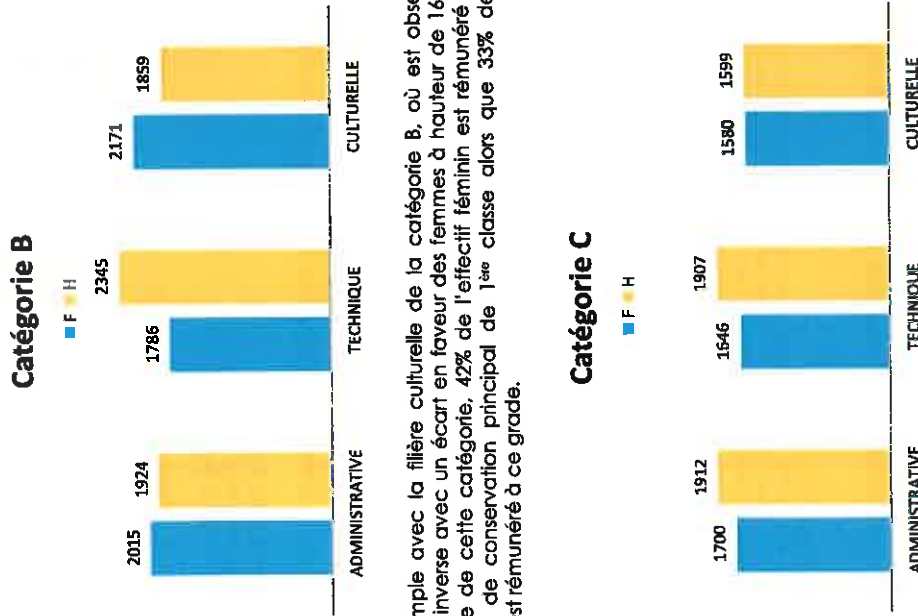 Catégorie B
F H
2015 1924 1786 2345 2171 1859
ADMINISTRATIVE TECHNIQUE CULTURELLE
mple avec la filière culturelle de la catégorie B, où est obse
inverse avec un écart en faveur des femmes à hauteur de 16
e de cette catégorie, 42% de l'effectif féminin est rémunéré
de conservation principal de 1ère classe alors que 33% de
st rémunéré à ce grade.
Catégorie C
F H
1700 1912 1646 1907 1580 1599
ADMINISTRATIVE TECHNIQUE CULTURELLE